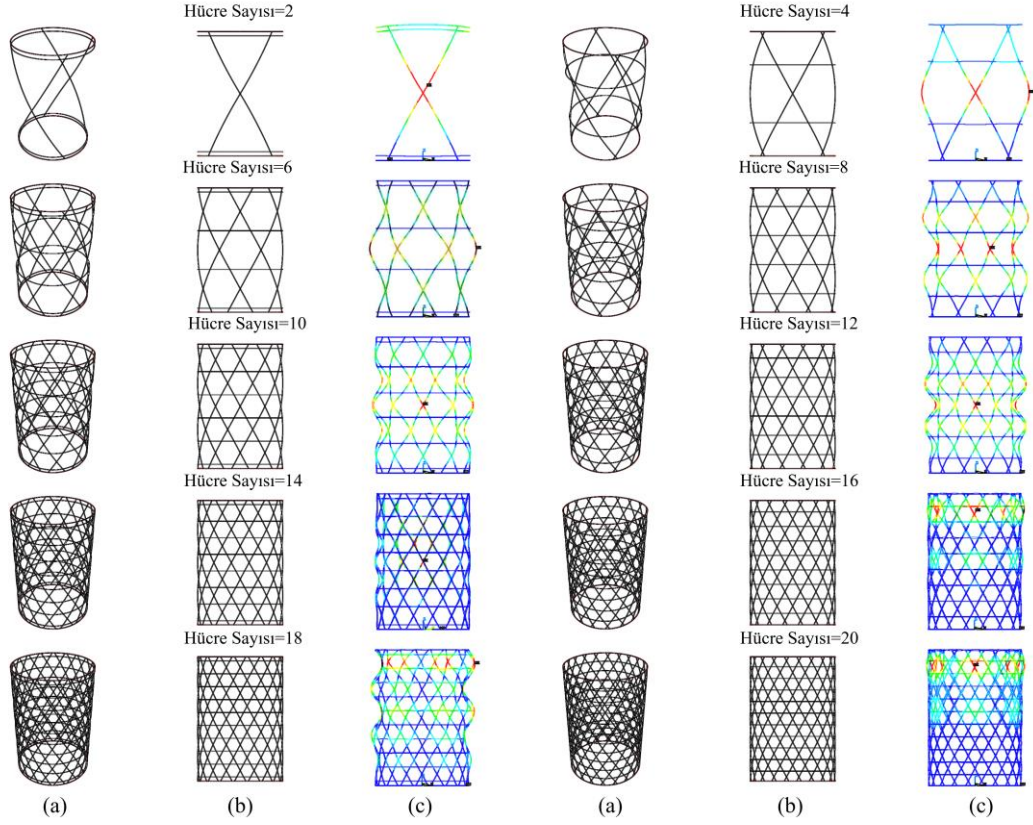 Hücre Sayısı=2
Hücre Sayısı=4
Hücre Sayısı=6
Hücre Sayısı=8
Hücre Sayısı=10
Hücre Sayısı=12
Hücre Sayısı=14
Hücre Sayısı=16
Hücre Sayısı=18
Hücre Sayısı=20
(a) (b) (c) (a) (b) (c)